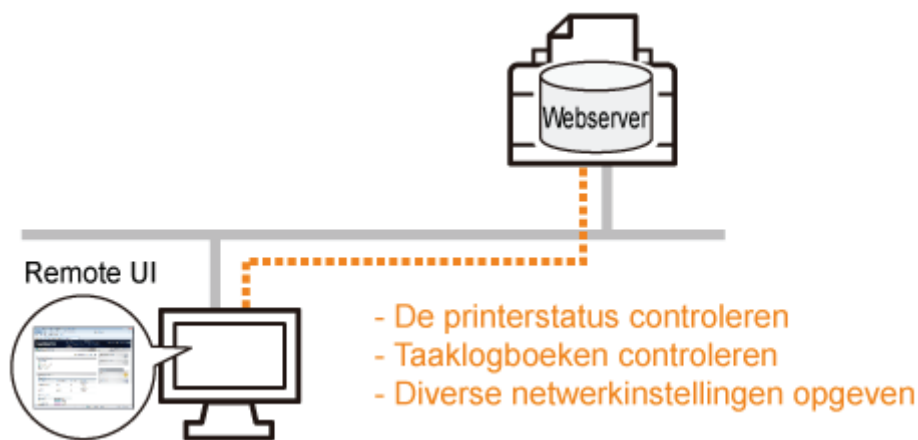 Webserver
Remote UI
- De printerstatus controleren
- Taaklogboeken controleren
- Diverse netwerkinstellingen opgeven